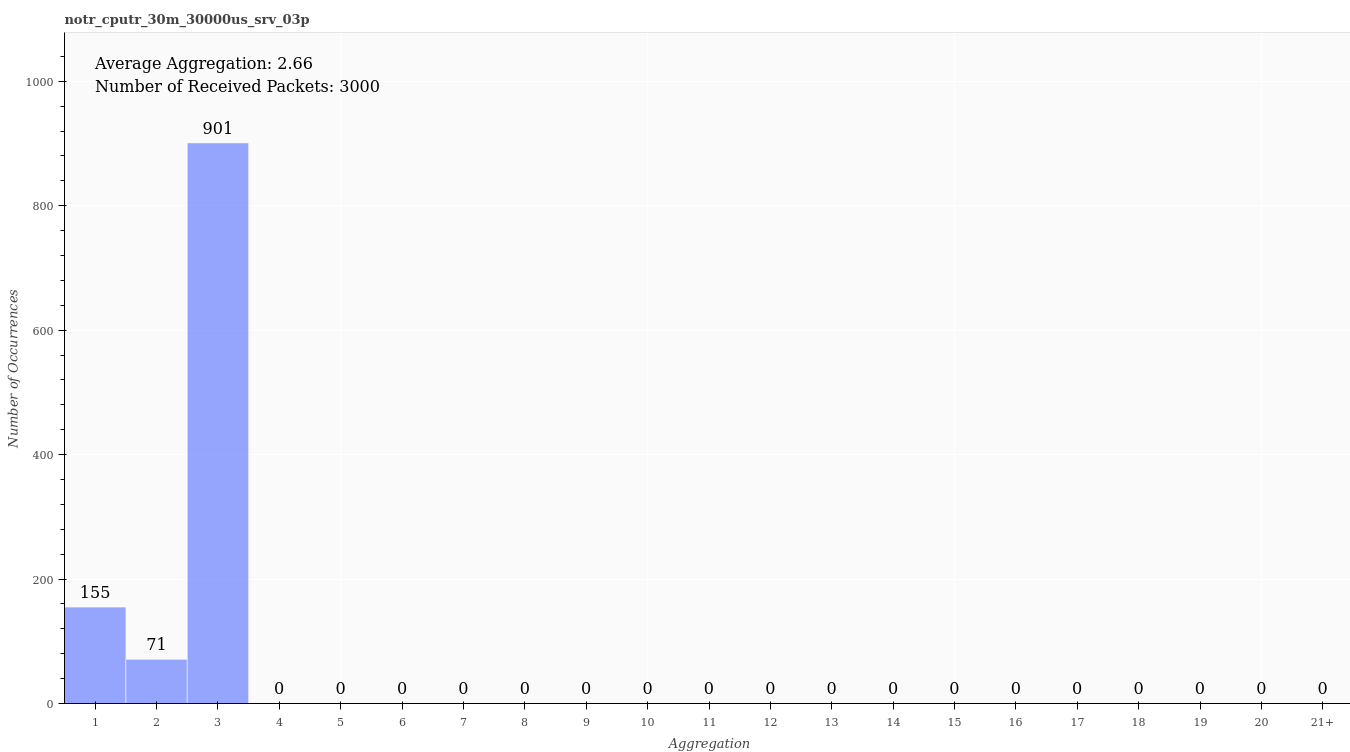 notr_cputr_30m_30000us_srv_03p
Average Aggregation: 2.66
Number of Received Packets: 3000
1000
800
600
400
200
0
Number of Occurrences
155
71
901
0 0 0 0 0 0 0 0 0 0 0 0 0 0 0 0 0 0
1 2 3 4 5 6 7 8 9 10 11 12 13 14 15 16 17 18 19 20 21+
Aggregation